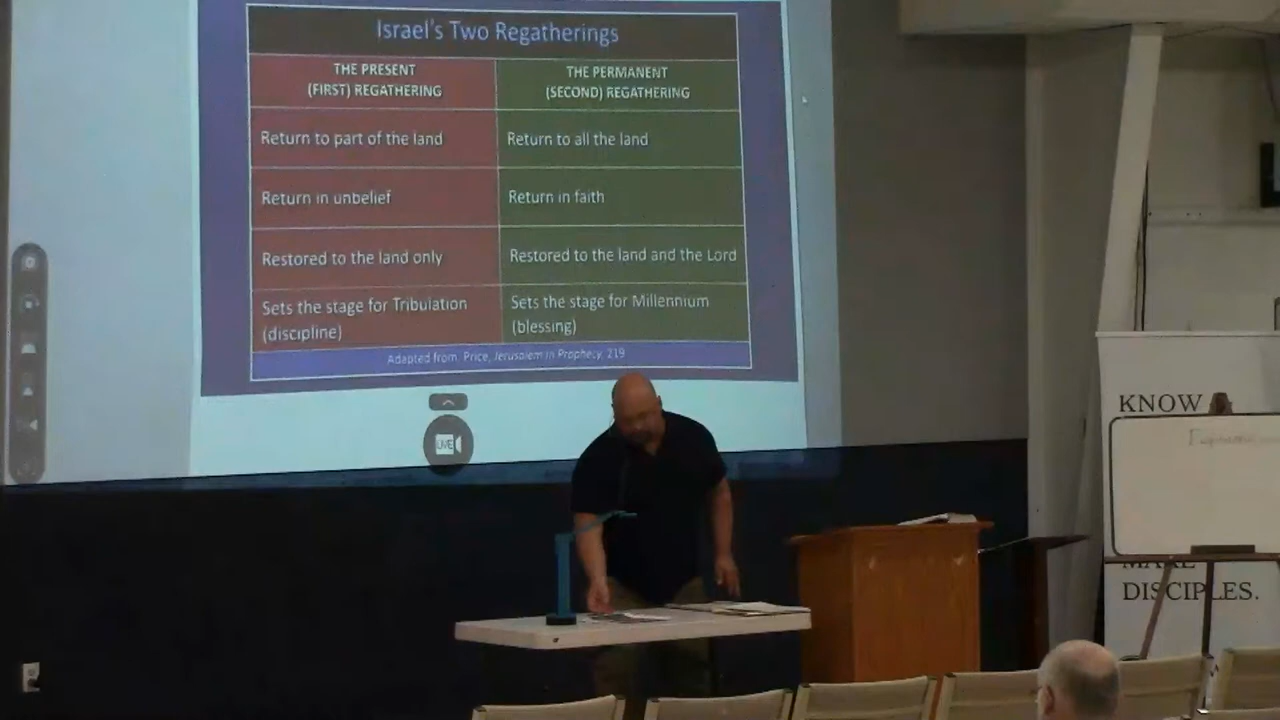 Israel's Two Regatherings
THE PRESENT
(FIRST) REGATHERING
THE PERMANENT
(SECOND) REGATHERING
Return to part of the land
Return to all the land
Return in unbelief
Return in faith
Restored to the land only
Restored to the land and the Lord
Sets the stage for Tribulation
(discipline)
Sets the stage for Millennium
(blessing)
Adapted from: Price, Jerusalem in Prophecy, 219
LIVE
KNOW
DISCIPLES.